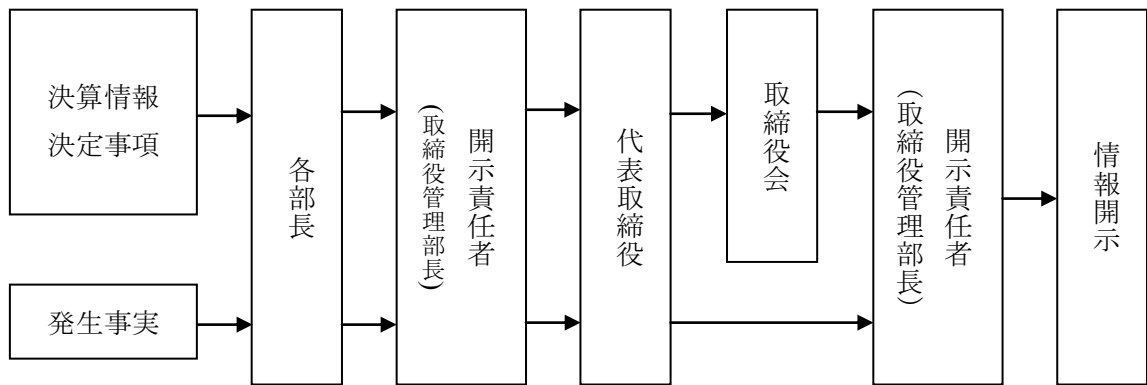 決算情報
決定事項
発生事実
各部長
開示責任者
(取締役管理部長)
代表取締役
取締役会
開示責任者
(取締役管理部長)
情報開示